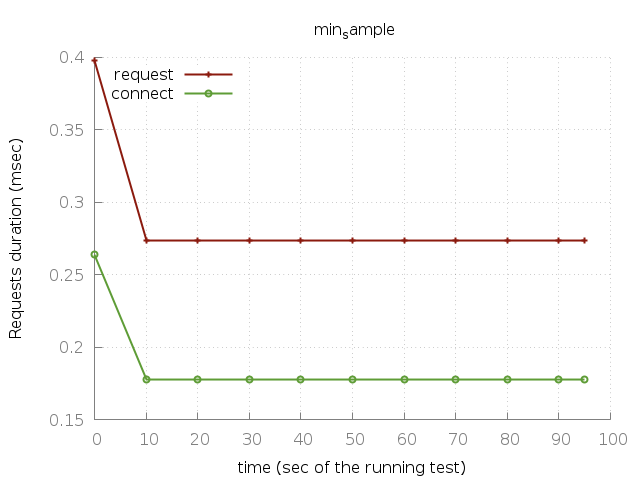 minsample
0.4
request
connect
0.35
0.3
0.25
0.2
0.15
Requests duration (msec)
0 10 20 30 40 50 60 70 80 90 100
time (sec of the running test)